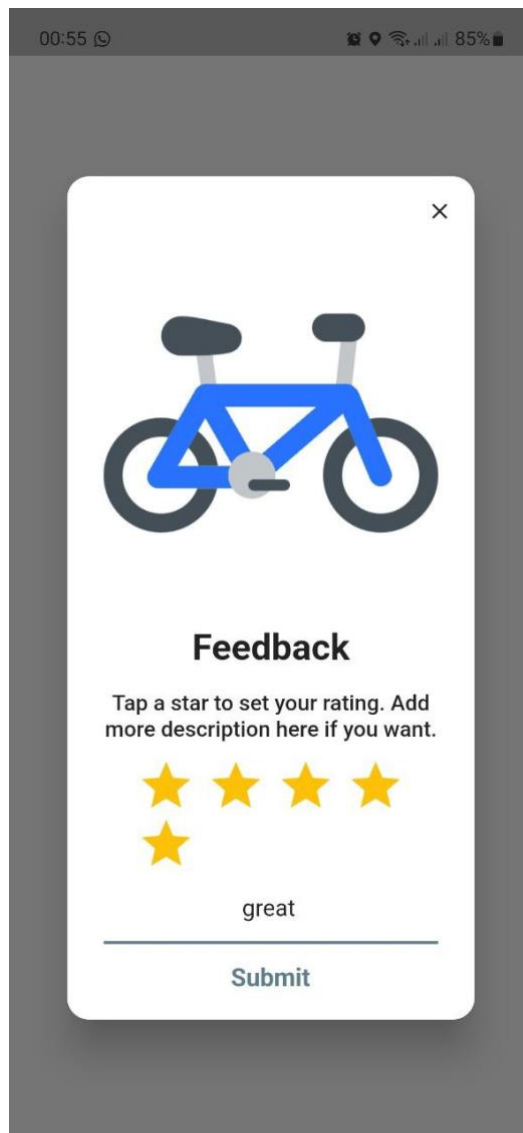 00:55 85%
Feedback
Tap a star to set your rating. Add
more description here if you want.
great
Submit